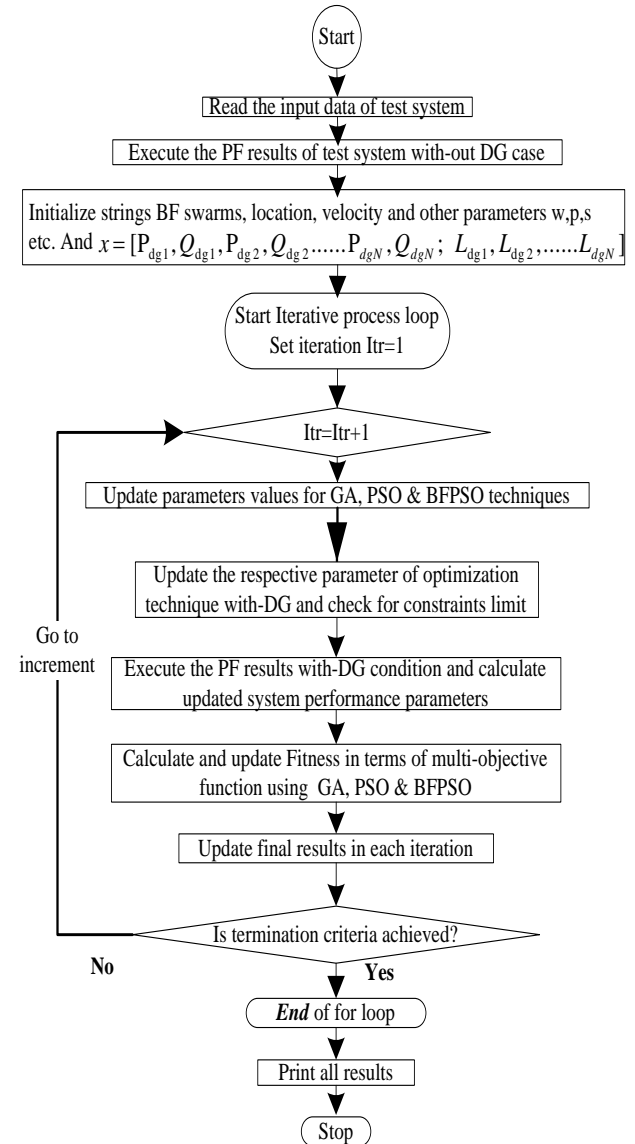 Start
Read the input data of test system
Execute the PF results of test system with-out DG case
Initialize strings BF swarms, location, velocity and other parameters w,p,s
etc. And x = [P_dg1, Q_dg1, P_dg2, Q_dg2......P_dgN, Q_dgN; L_dg1, L_dg2,......L_dgN]
Start Iterative process loop
Set iteration Itr=1
Itr=Itr+1
Update parameters values for GA, PSO & BFPSO techniques
Update the respective parameter of optimization
technique with-DG and check for constraints limit
Go to
increment
Execute the PF results with-DG condition and calculate
updated system performance parameters
Calculate and update Fitness in terms of multi-objective
function using GA, PSO & BFPSO
Update final results in each iteration
Is termination criteria achieved?
No
Yes
End of for loop
Print all results
Stop